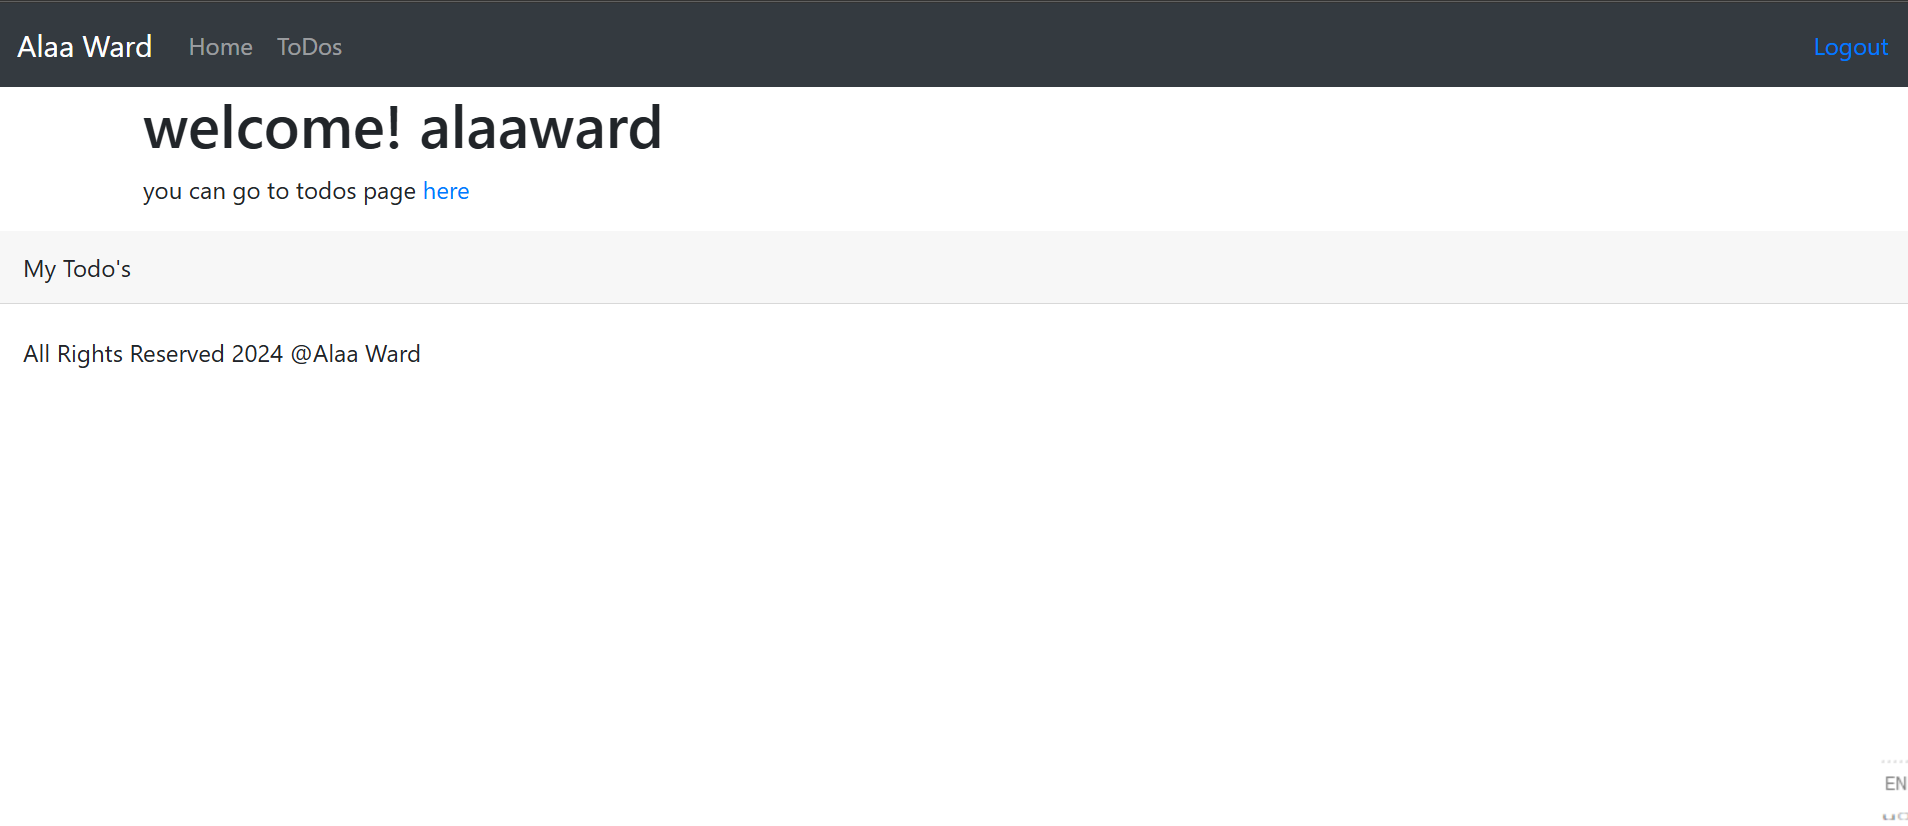 Alaa Ward Home ToDos Logout
welcome! alaaward
you can go to todos page here
My Todo's
All Rights Reserved 2024 @Alaa Ward
EN